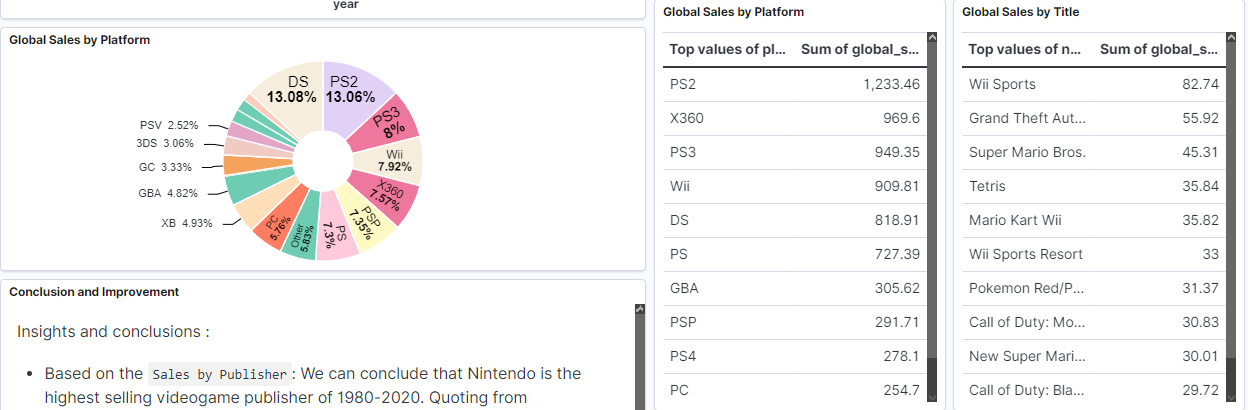 year
Global Sales by Platform
DS
13.08%
PS2
13.06%
PS3
8%
Wii
7.92%
X360
7.57%
PSP
7.35%
PS
7.3%
Other
5.83%
PC
5.76%
XB 4.93%
GBA 4.82%
GC 3.33%
3DS 3.06%
PSV 2.52%
Conclusion and Improvement
Insights and conclusions :
• Based on the Sales by Publisher : We can conclude that Nintendo is the
highest selling videogame publisher of 1980-2020. Quoting from
Global Sales by Platform
Top values of pl... Sum of global_s...
PS2 1,233.46
X360 969.6
PS3 949.35
Wii 909.81
DS 818.91
PS 727.39
GBA 305.62
PSP 291.71
PS4 278.1
PC 254.7
Global Sales by Title
Top values of n... Sum of global_s...
Wii Sports 82.74
Grand Theft Aut... 55.92
Super Mario Bros. 45.31
Tetris 35.84
Mario Kart Wii 35.82
Wii Sports Resort 33
Pokemon Red/P... 31.37
Call of Duty: Mo... 30.83
New Super Mari... 30.01
Call of Duty: Bla... 29.72